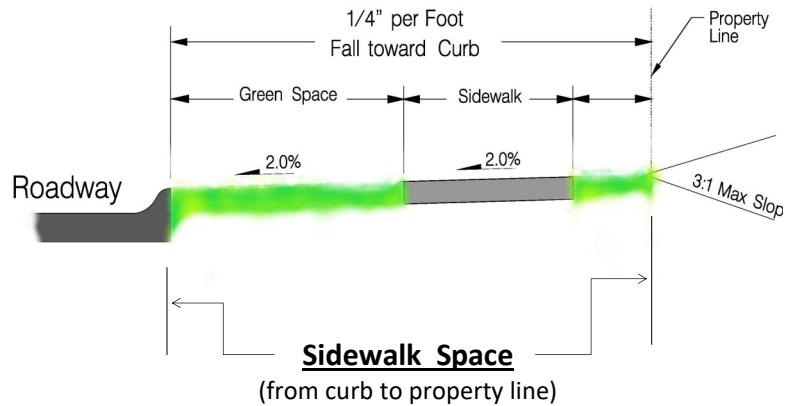 1/4" per Foot
Fall toward Curb
Property
Line
Green Space
Sidewalk
2.0%
2.0%
Roadway
3:1 Max Slop
Sidewalk Space
(from curb to property line)